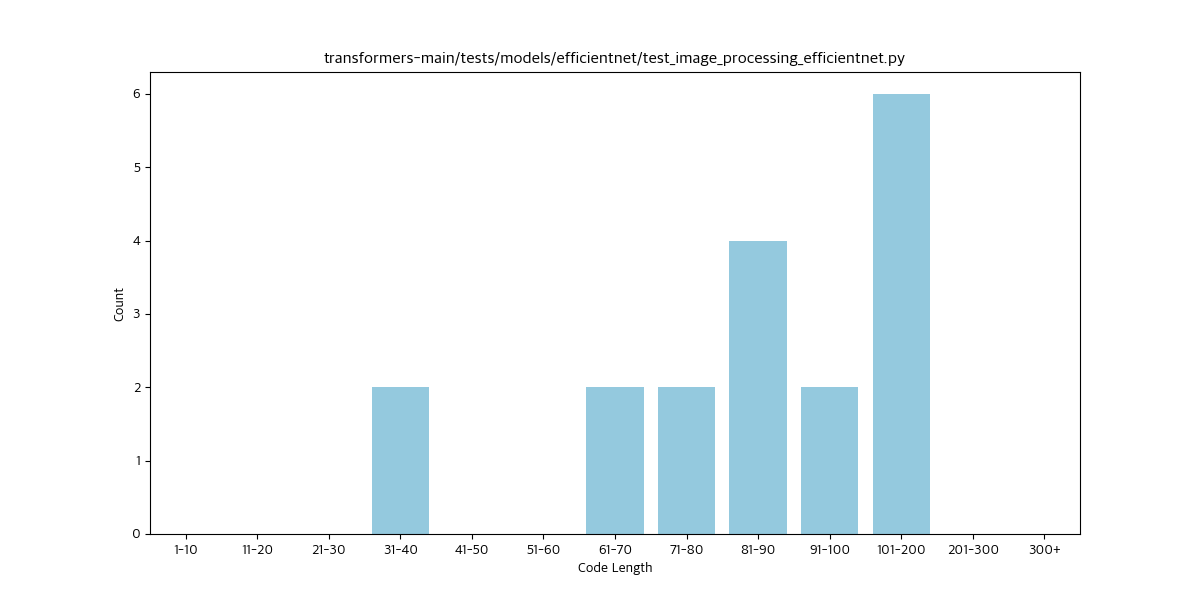 transformers-main/tests/models/efficientnet/test_image_processing_efficientnet.py
6
5
4
3
2
1
0
Count
1-10 11-20 21-30 31-40 41-50 51-60 61-70 71-80 81-90 91-100 101-200 201-300 300+
Code Length